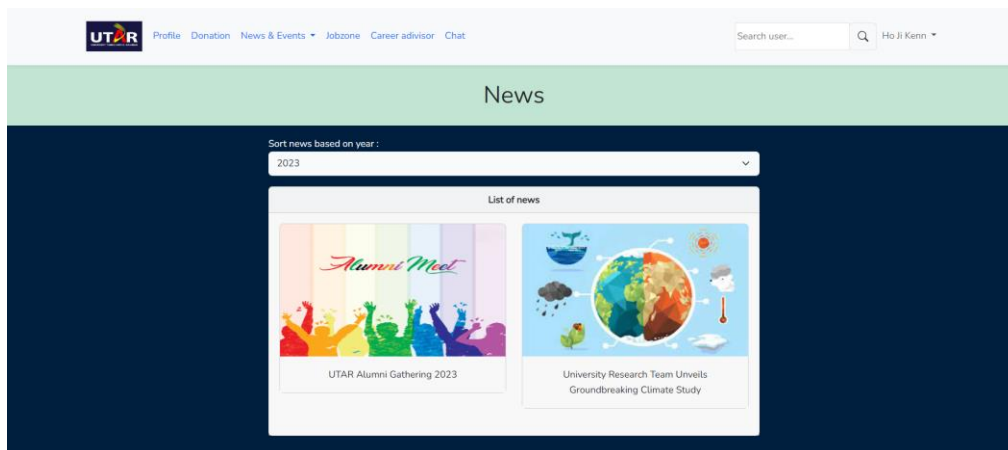 UTAR
Profile Donation News & Events Jobzone Career adivisor Chat
Search user...
Ho Ji Kenn
News
Sort news based on year :
2023
List of news
Alumni Meet
UTAR Alumni Gathering 2023
University Research Team Unveils
Groundbreaking Climate Study